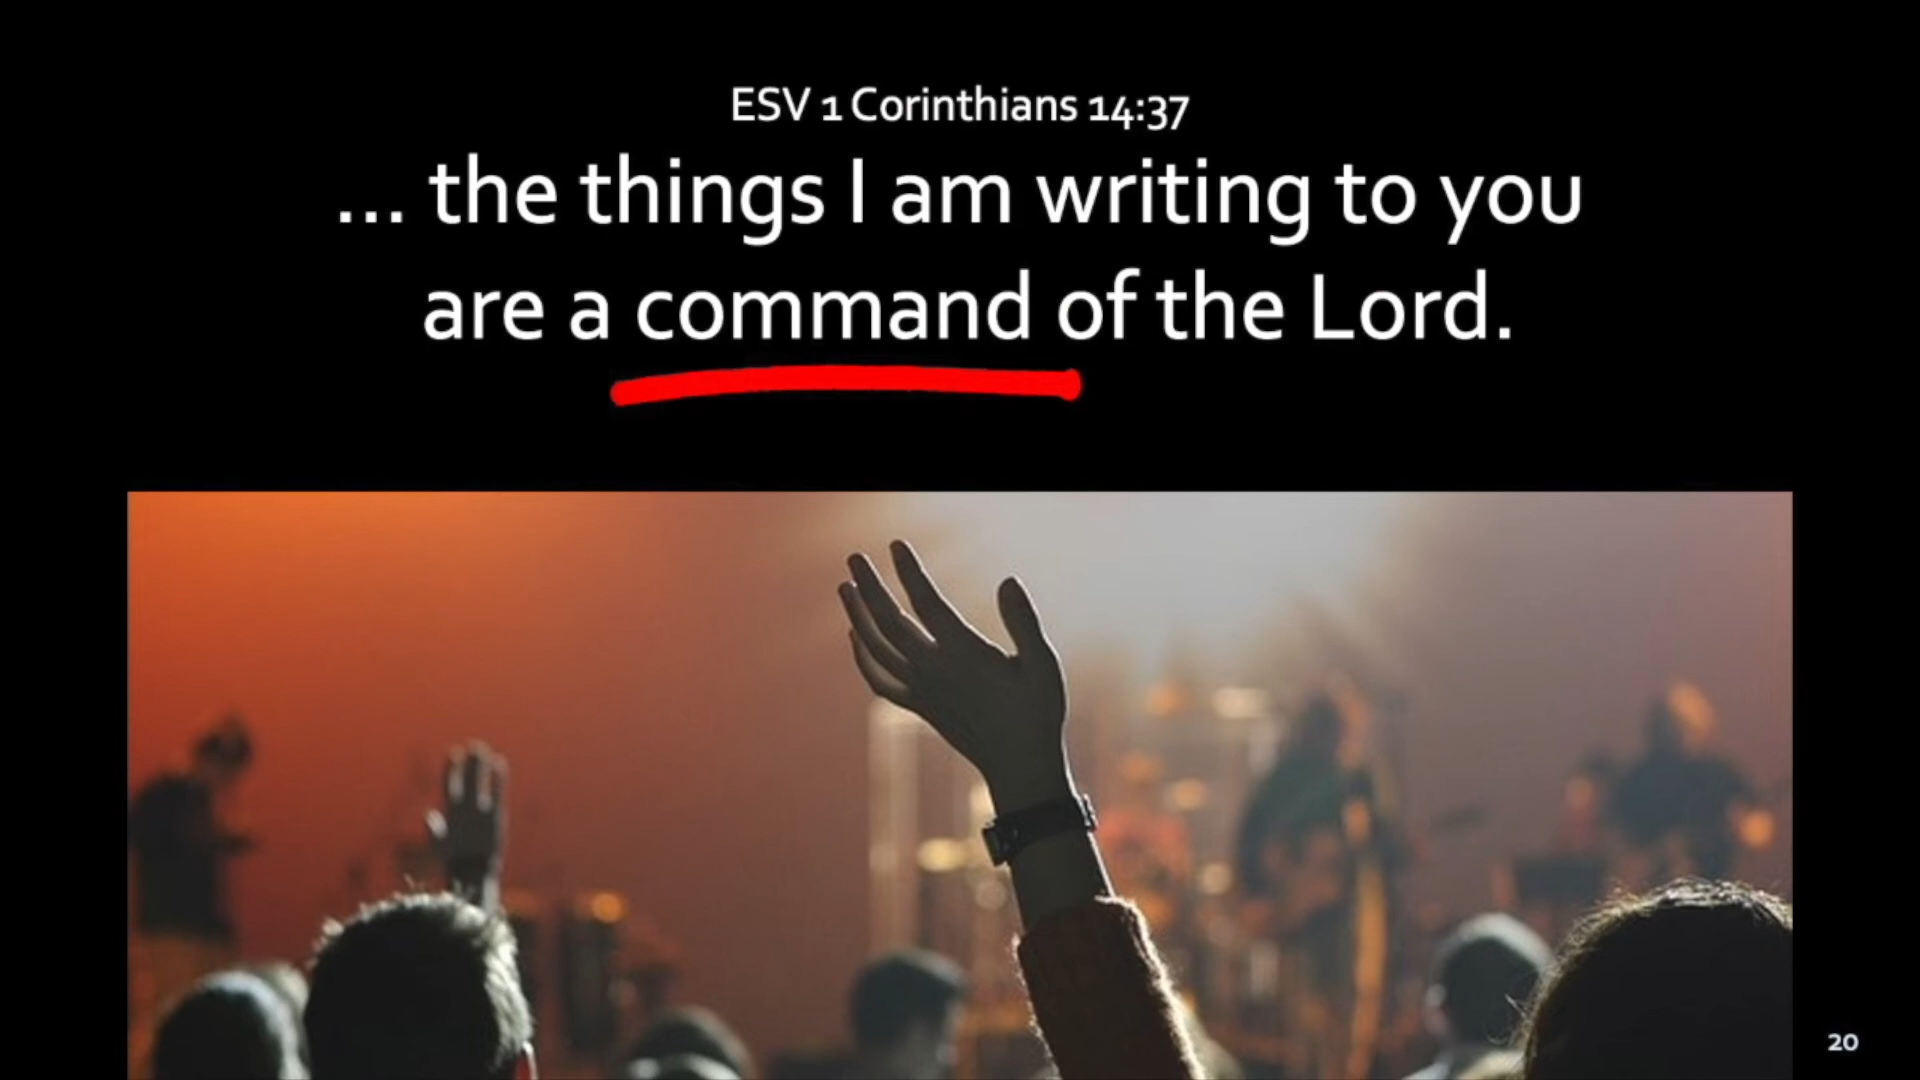 ESV 1 Corinthians 14:37
... the things I am writing to you
are a command of the Lord.
20